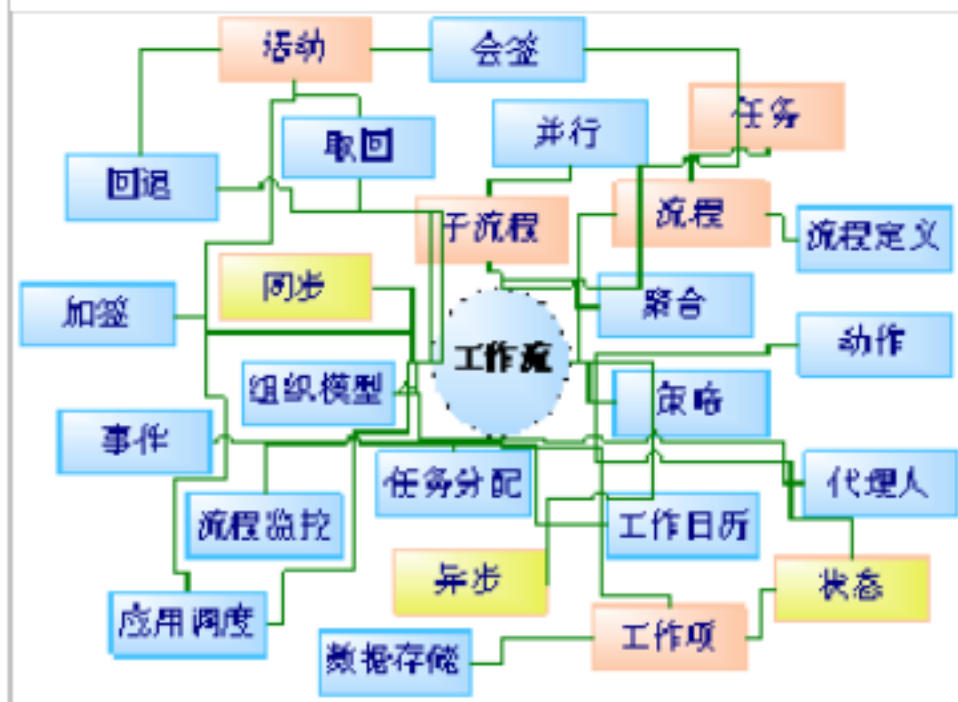 活动
会签
任务
并行
取回
回退
流程
子流程
流程定义
同步
聚合
加签
动作
工作流
组织模型
策略
事件
任务分配
代理人
流程监控
工作日历
异步
状态
应用调度
工作项
数据存储